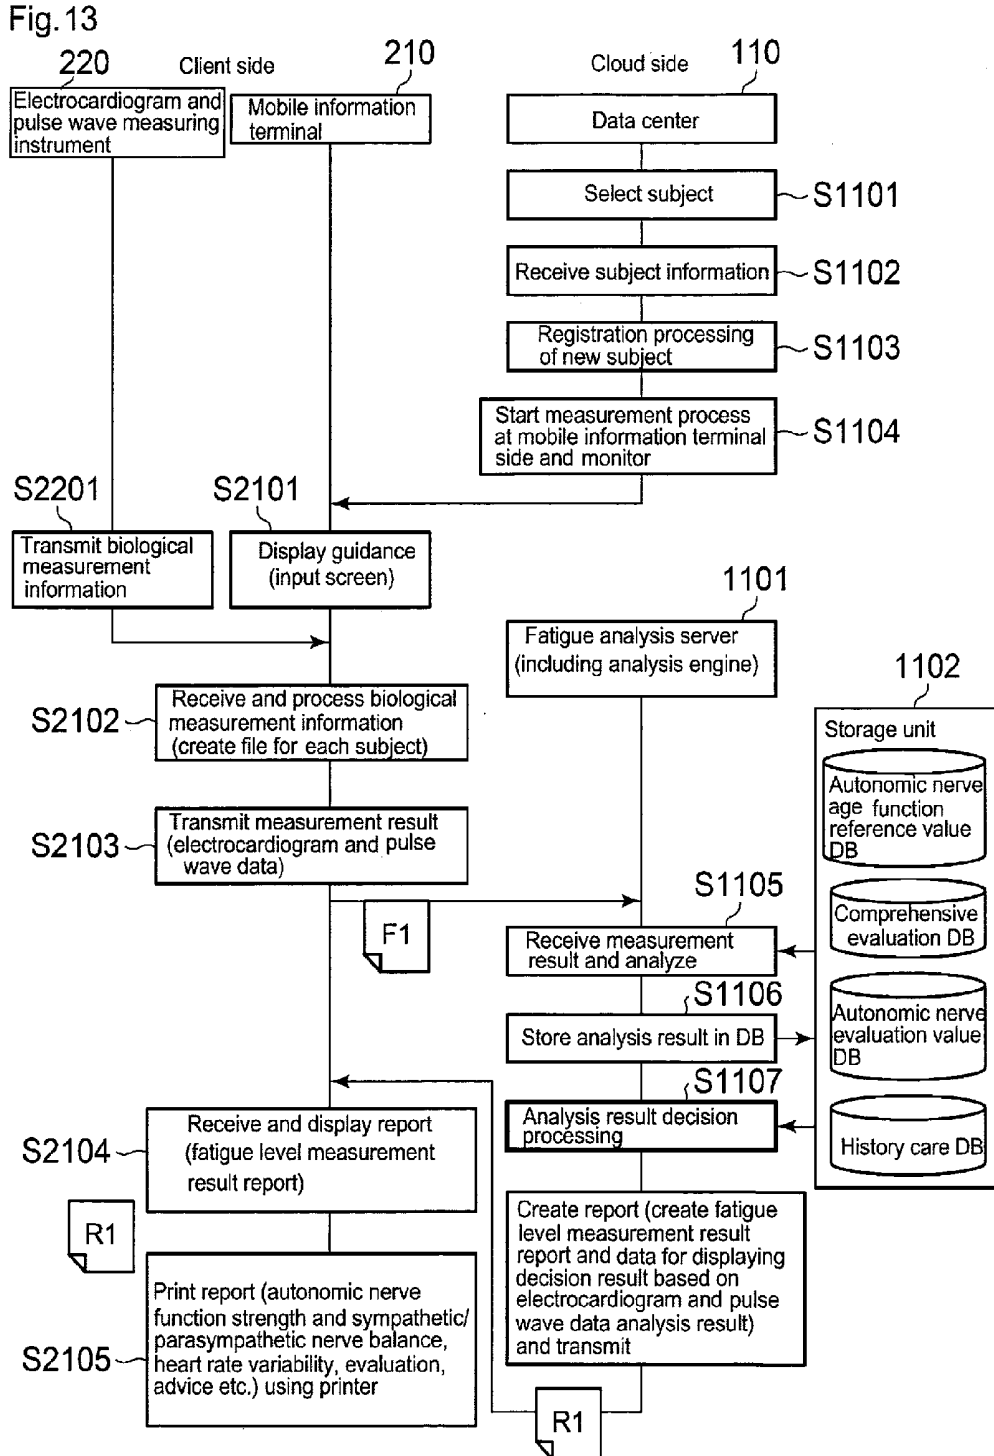 Fig.13
220
Client side
210
Cloud side
110
Electrocardiogram and
pulse wave measuring
instrument
Mobile information
terminal
Data center
Select subject
S1101
Receive subject information
S1102
Registration processing
of new subject
S1103
Start measurement process
at mobile information terminal
side and monitor
S1104
S2201
S2101
Transmit biological
measurement
information
Display guidance
(input screen)
1101
Fatigue analysis server
(including analysis engine)
1102
Storage unit
S2102
Receive and process biological
measurement information
(create file for each subject)
Autonomic nerve
age function
reference value
DB
S2103
Transmit measurement result
(electrocardiogram and pulse
wave data)
F1
S1105
Receive measurement
result and analyze
Comprehensive
evaluation DB
S1106
Store analysis result in DB
Autonomic nerve
evaluation value
DB
S1107
Analysis result decision
processing
History care DB
S2104
Receive and display report
(fatigue level measurement
result report)
R1
Create report (create fatigue
level measurement result
report and data for displaying
decision result based on
electrocardiogram and pulse
wave data analysis result)
and transmit
S2105
Print report (autonomic nerve
function strength and sympathetic/
parasympathetic nerve balance,
heart rate variability, evaluation,
advice etc.) using printer
R1